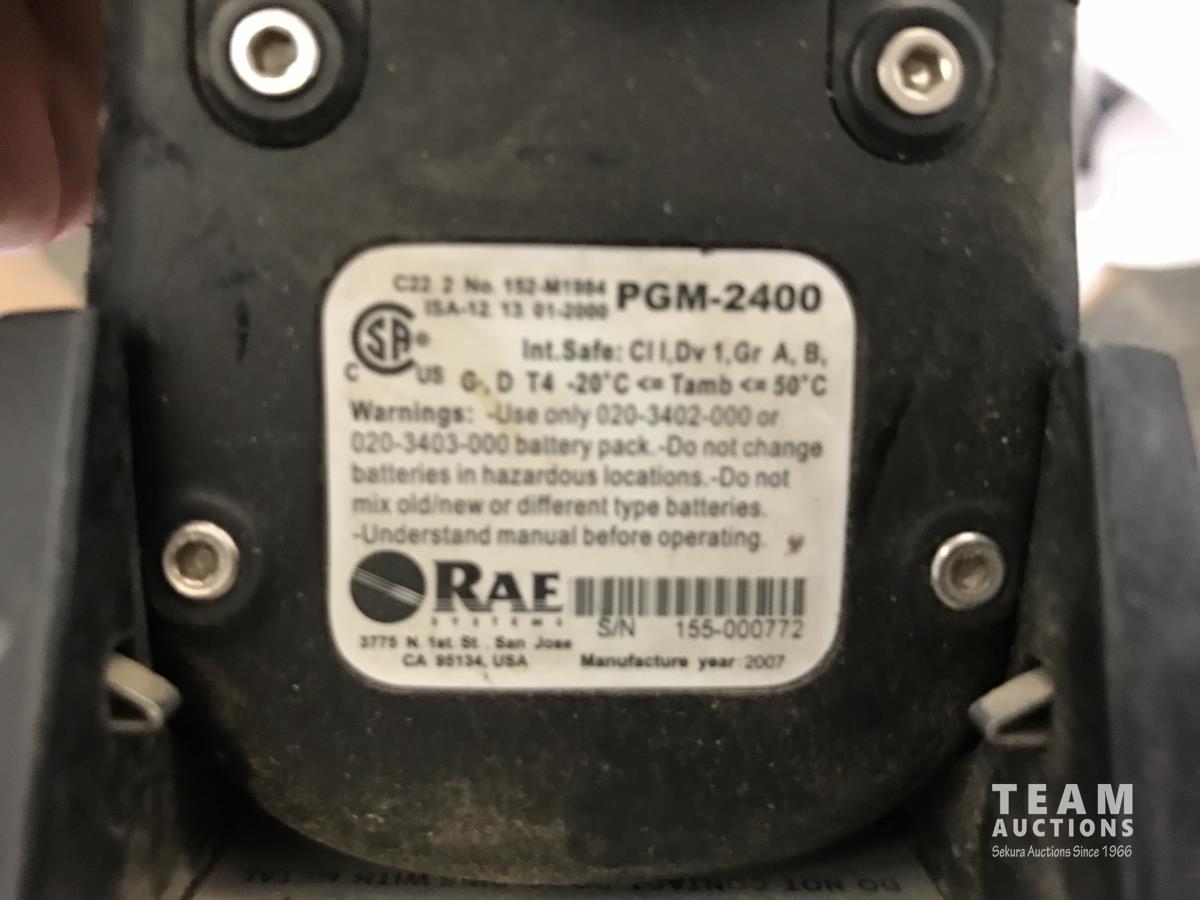 C22. 2 No. 152-M1984
ISA-12. 13. 01-2000
PGM-2400
CSA ®
C US
Int.Safe: Cl I,Dv 1,Gr A, B,
C, D T4 -20°C <= Tamb <= 50°C
Warnings: -Use only 020-3402-000 or
020-3403-000 battery pack.-Do not change
batteries in hazardous locations.-Do not
mix old/new or different type batteries.
-Understand manual before operating.
RAE
SYSTEMS
S/N 155-000772
3775 N. 1st. St., San Jose
CA 95134, USA
Manufacture year 2007
TEAM
AUCTIONS
Sekura Auctions Since 1966
DO NOT CONTACT